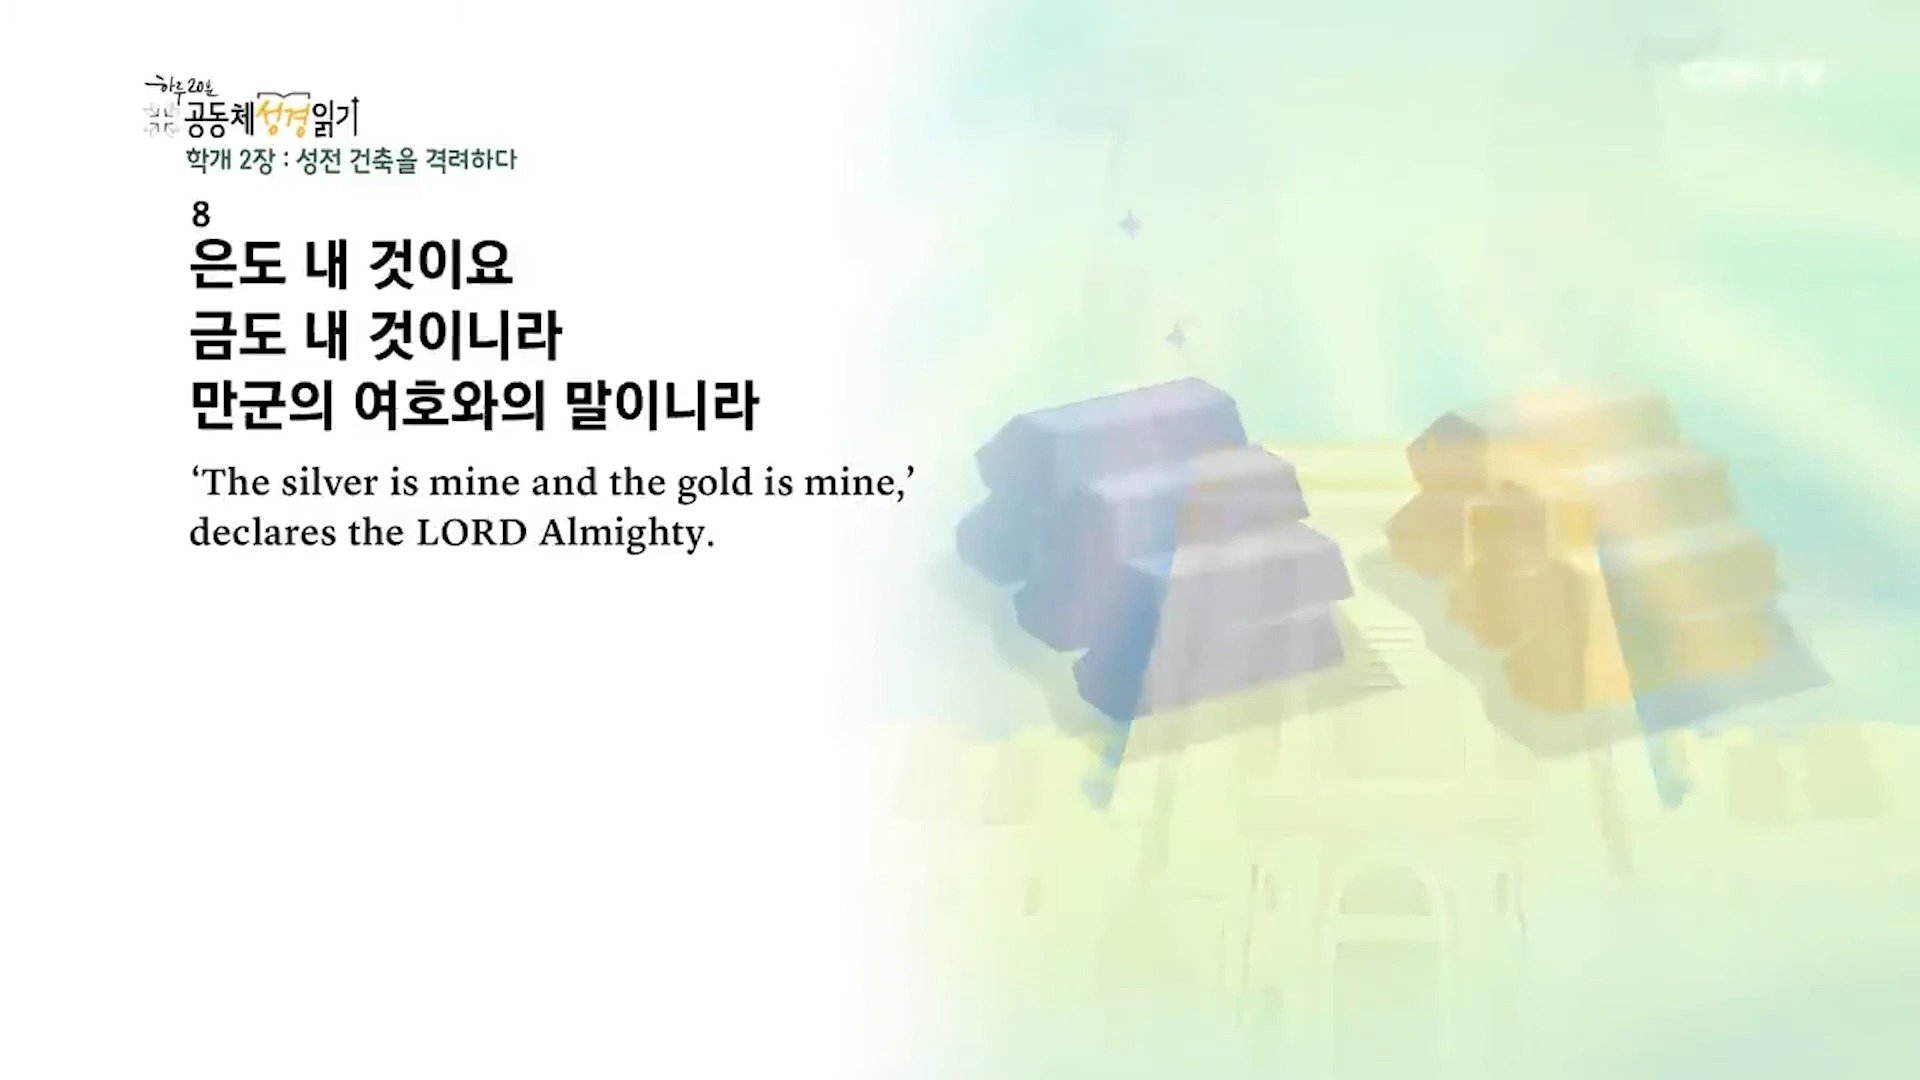 하루 20분
공동체성경읽기
학개 2장 : 성전 건축을 격려하다
8
은도 내 것이요
금도 내 것이니라
만군의 여호와의 말이니라
‘The silver is mine and the gold is mine,’
declares the LORD Almighty.